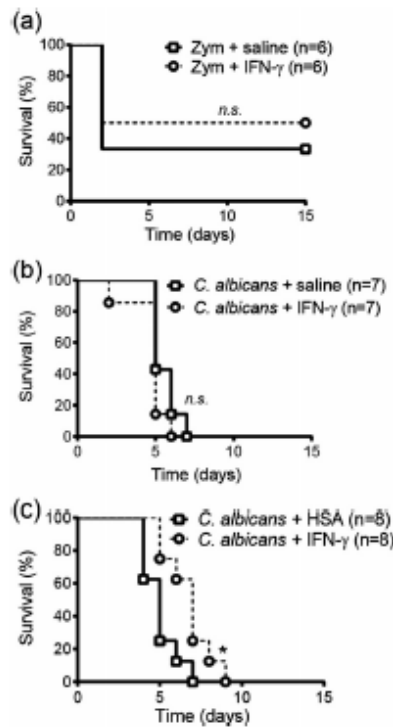 (a)
Zym + saline (n=6)
Zym + IFN-γ (n=6)
Survival (%)
100
80
60
40
20
0
n.s.
0 5 10 15
Time (days)
(b)
C. albicans + saline (n=7)
C. albicans + IFN-γ (n=7)
Survival (%)
100
80
60
40
20
0
n.s.
0 5 10 15
Time (days)
(c)
C. albicans + HSA (n=8)
C. albicans + IFN-γ (n=8)
Survival (%)
100
80
60
40
20
0
*
0 5 10 15
Time (days)